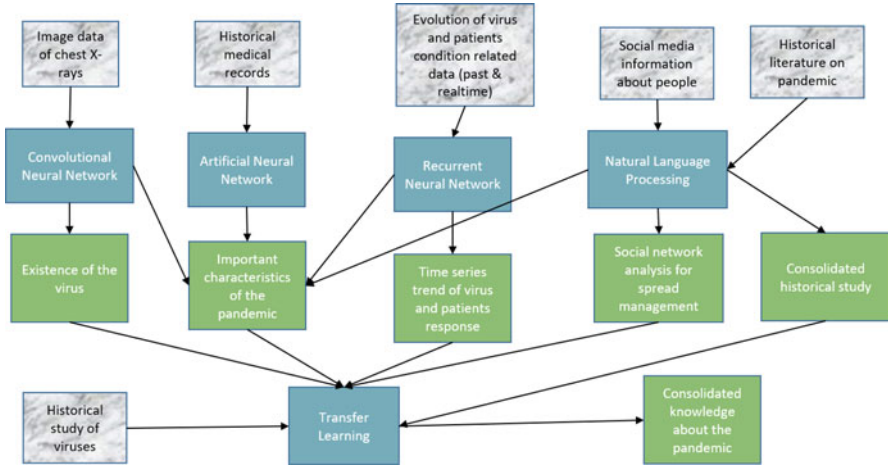 Image data
of chest X-
rays
Historical
medical
records
Evolution of virus
and patients
condition related
data (past &
realtime)
Social media
information
about people
Historical
literature on
pandemic
Convolutional
Neural Network
Artificial Neural
Network
Recurrent
Neural Network
Natural Language
Processing
Existence of the
virus
Important
characteristics
of the
pandemic
Time series
trend of virus
and patients
response
Social network
analysis for
spread
management
Consolidated
historical study
Historical
study of
viruses
Transfer
Learning
Consolidated
knowledge
about the
pandemic